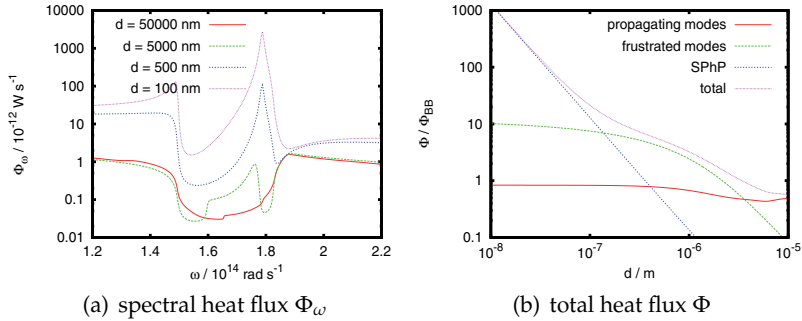 10000
1000
100
10
1
0.1
0.01
Φω / 10⁻¹² W s⁻¹
d = 50000 nm
d = 5000 nm
d = 500 nm
d = 100 nm
1.2 1.4 1.6 1.8 2 2.2
ω / 10¹⁴ rad s⁻¹
(a) spectral heat flux Φω
1000
100
10
1
0.1
Φ / ΦBB
propagating modes
frustrated modes
SPhP
total
10⁻⁸ 10⁻⁷ 10⁻⁶ 10⁻⁵
d / m
(b) total heat flux Φ